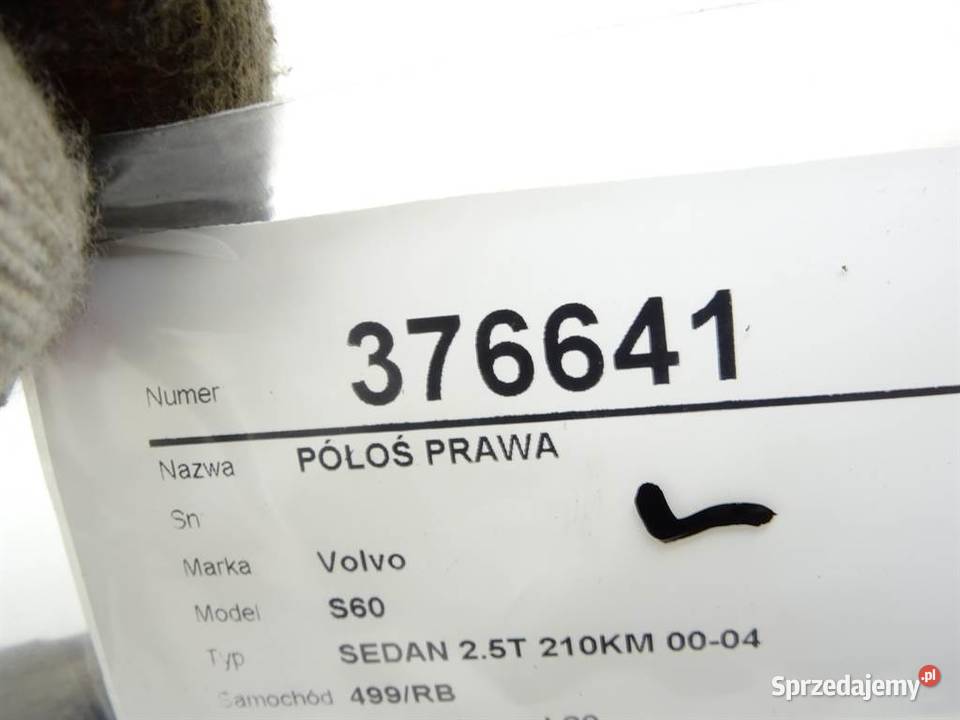 Numer 376641
Nazwa PÓŁOŚ PRAWA
Sn
Marka Volvo
Model S60
Typ SEDAN 2.5T 210KM 00-04
Samochód 499/RB
Sprzedajemy.pl